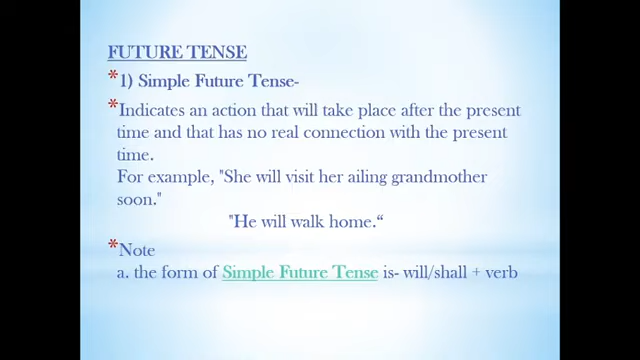 FUTURE TENSE
*1) Simple Future Tense-
*Indicates an action that will take place after the present
time and that has no real connection with the present
time.
For example, "She will visit her ailing grandmother
soon."
"He will walk home.“
*Note
a. the form of Simple Future Tense is- will/shall + verb